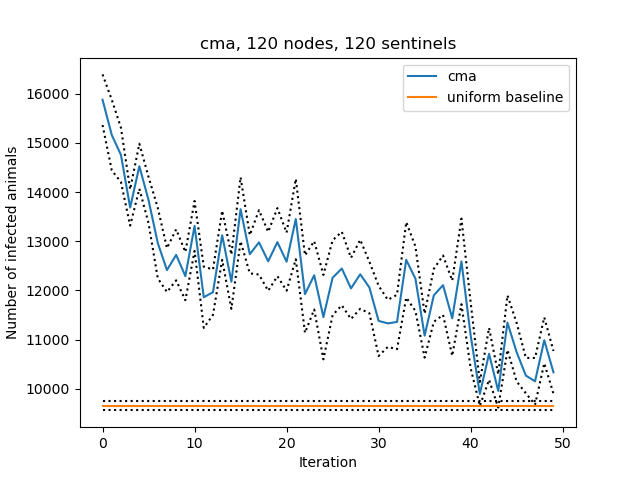 cma, 120 nodes, 120 sentinels
cma
uniform baseline
Number of infected animals
16000
15000
14000
13000
12000
11000
10000
0 10 20 30 40 50
Iteration